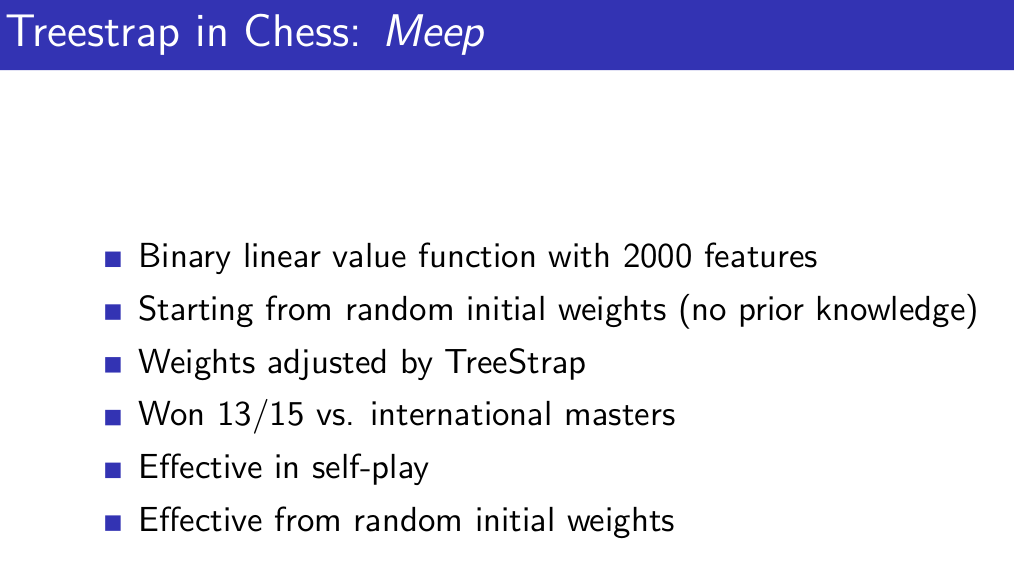 Treestrap in Chess: Meep
Binary linear value function with 2000 features
Starting from random initial weights (no prior knowledge)
Weights adjusted by TreeStrap
Won 13/15 vs. international masters
Effective in self-play
Effective from random initial weights